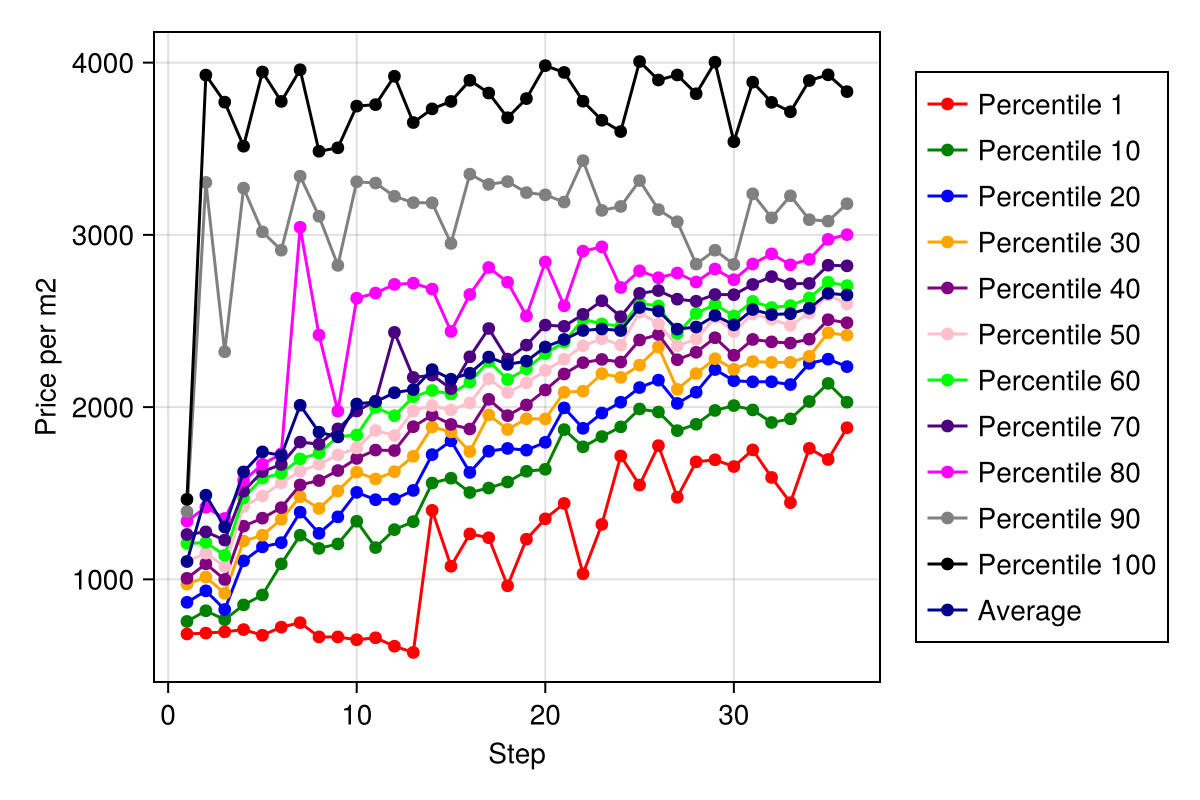 4000
3000
2000
1000
Price per m2
0 10 20 30
Step
Percentile 1
Percentile 10
Percentile 20
Percentile 30
Percentile 40
Percentile 50
Percentile 60
Percentile 70
Percentile 80
Percentile 90
Percentile 100
Average